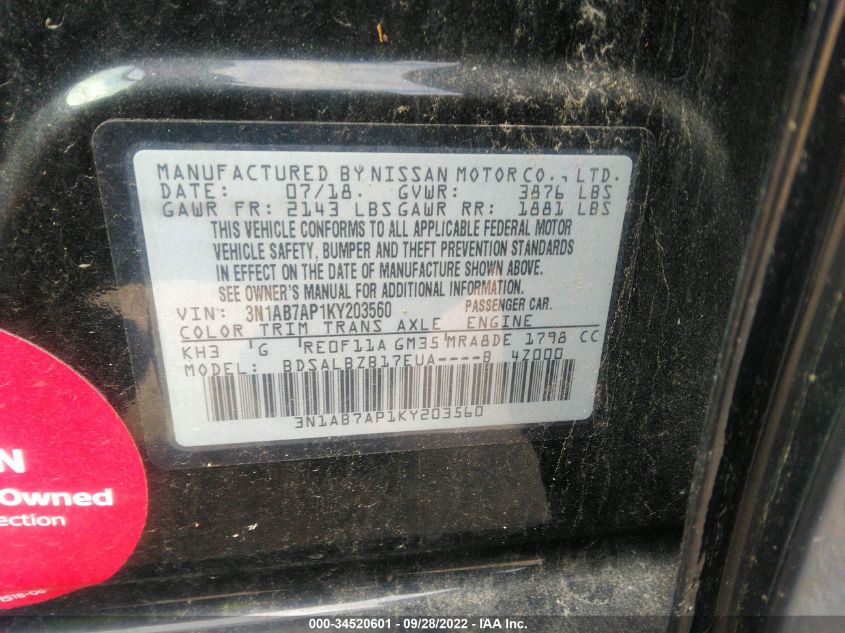 MANUFACTURED BY NISSAN MOTOR CO., LTD.
DATE: 07/18. GVWR: 3876 LBS
GAWR FR: 2143 LBS GAWR RR: 1881 LBS
THIS VEHICLE CONFORMS TO ALL APPLICABLE FEDERAL MOTOR
VEHICLE SAFETY, BUMPER AND THEFT PREVENTION STANDARDS
IN EFFECT ON THE DATE OF MANUFACTURE SHOWN ABOVE.
SEE OWNER'S MANUAL FOR ADDITIONAL INFORMATION.
VIN: 3N1AB7AP1KY203560 PASSENGER CAR.
COLOR TRIM TRANS AXLE ENGINE
KH3 G RE0F11A GM35 MRA8DE 1798 CC
MODEL: BDSALBZB17EUA----B 4Z000
3N1AB7AP1KY203560
N
Owned
ection
1518-06
000-34520601 - 09/28/2022 - IAA Inc.